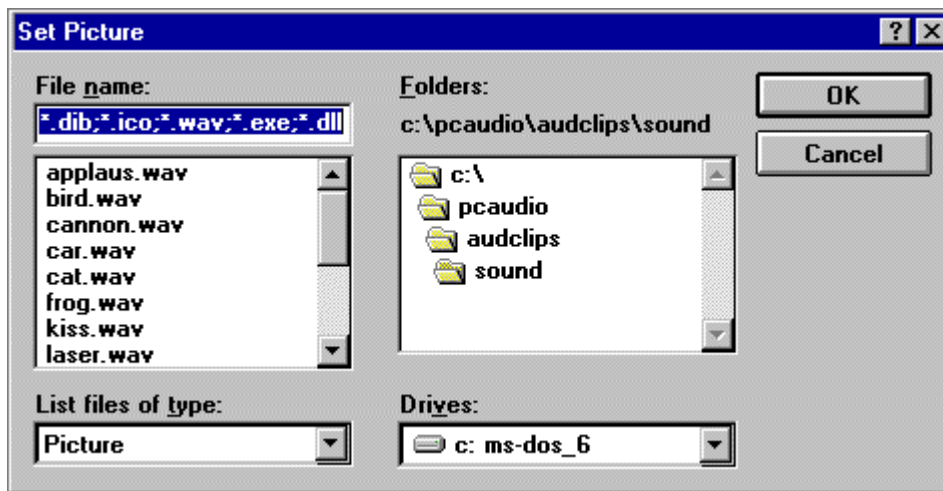 Set Picture
File name:
*.dib;*.ico;*.wav;*.exe;*.dll
applaus.wav
bird.wav
cannon.wav
car.wav
cat.wav
frog.wav
kiss.wav
laser.wav
List files of type:
Picture
Folders:
c:\pcaudio\audclips\sound
c:\
pcaudio
audclips
sound
Drives:
c: ms-dos_6
OK
Cancel